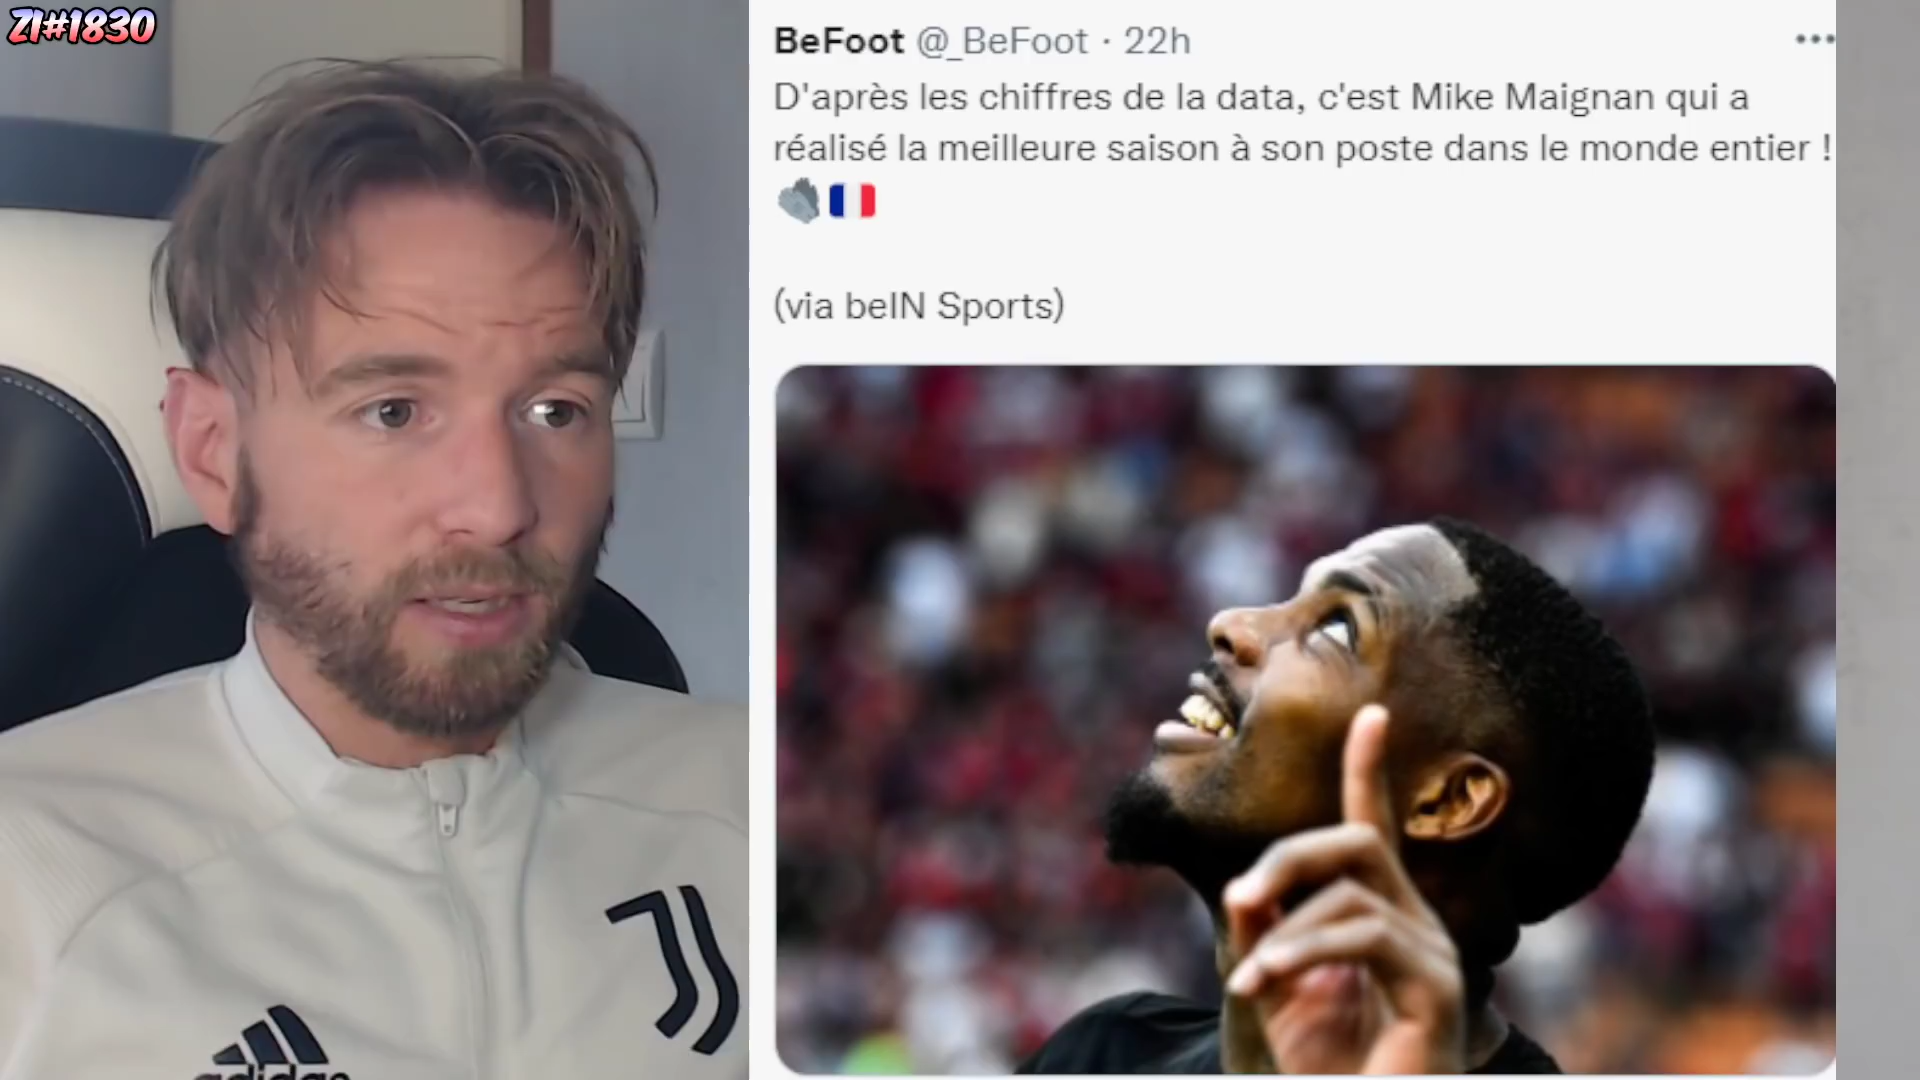 ZI#1830
BeFoot @_BeFoot · 22h
D'après les chiffres de la data, c'est Mike Maignan qui a
réalisé la meilleure saison à son poste dans le monde entier !
(via beIN Sports)
adidas